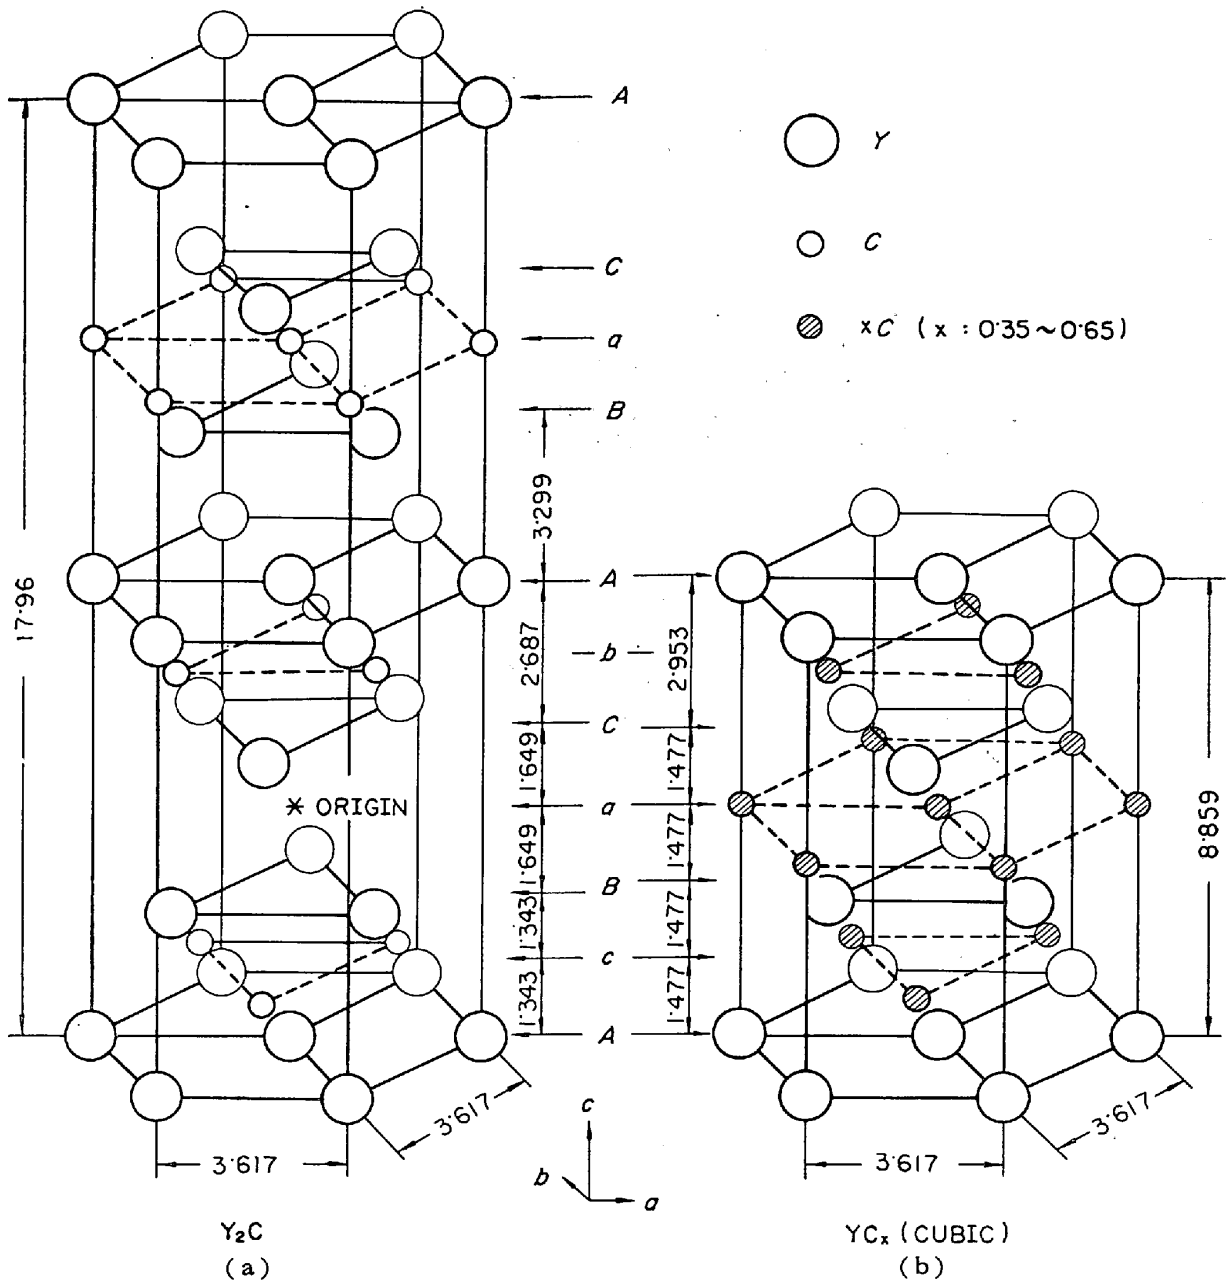 A
Y
C
C
a
xC (x : 0·35~0·65)
B
3·299
17·96
A
2·687
b
2·953
C
1·649
1·477
* ORIGIN
a
1·649
1·477
8·859
B
1·343
1·477
c
1·343
1·477
A
3·617
3·617
c
b
a
3·617
3·617
Y₂C
YCₓ (CUBIC)
(a)
(b)